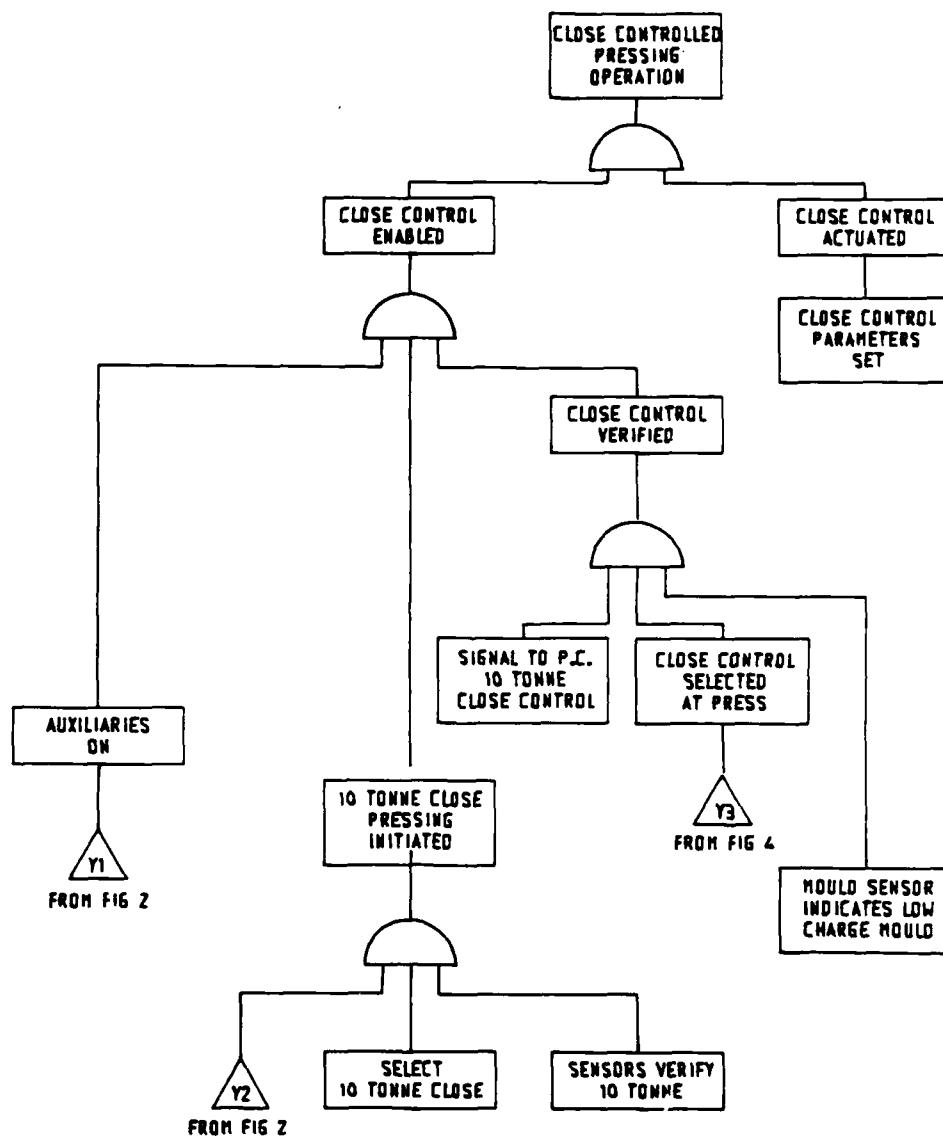 CLOSE CONTROLLED
PRESSING
OPERATION
CLOSE CONTROL
ENABLED
CLOSE CONTROL
ACTUATED
CLOSE CONTROL
PARAMETERS
SET
CLOSE CONTROL
VERIFIED
SIGNAL TO P.C.
10 TONNE
CLOSE CONTROL
CLOSE CONTROL
SELECTED
AT PRESS
AUXILIARIES
ON
10 TONNE CLOSE
PRESSING
INITIATED
Y3
FROM FIG 4
Y1
FROM FIG 2
MOULD SENSOR
INDICATES LOW
CHARGE MOULD
Y2
FROM FIG 2
SELECT
10 TONNE CLOSE
SENSORS VERIFY
10 TONNE